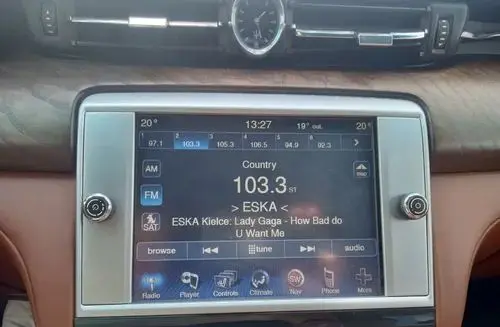 20° 13:27 19° out. 20°
1 2 3 4 5 6
97.1 103.3 105.3 106.5 94.9 92.3
Country
AM 103.3 ST map
FM > ESKA <
SAT ESKA Kielce: Lady Gaga - How Bad do
U Want Me
browse tune audio
SW
Radio Player Controls Climate Nav Phone More